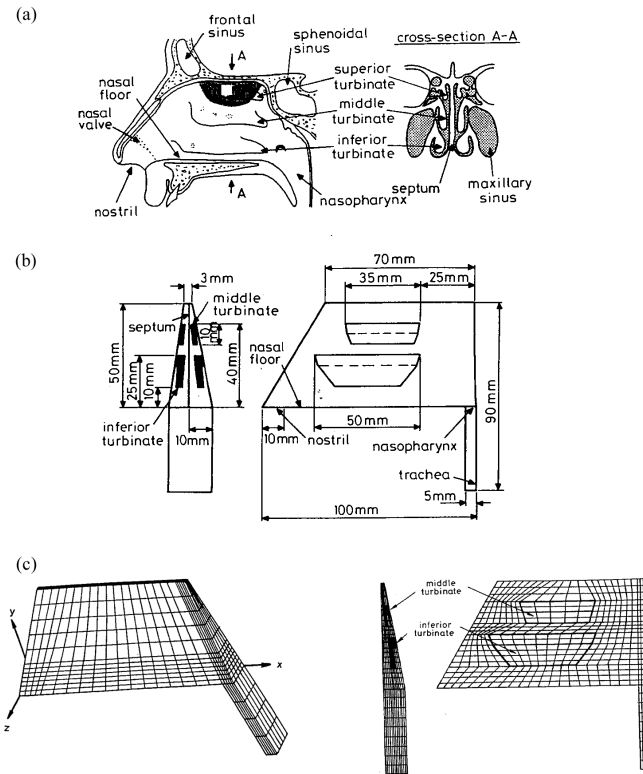 (a)
frontal
sinus
A
sphenoidal
sinus
cross-section A-A
nasal
floor
nasal
valve
superior
turbinate
middle
turbinate
inferior
turbinate
A
nostril
nasopharynx
septum
maxillary
sinus
(b)
3mm
septum
middle
turbinate
10
mm
50mm
25mm
10mm
40mm
inferior
turbinate
10mm
70mm
35mm
25mm
nasal
floor
10mm
nostril
50mm
nasopharynx
90mm
trachea
5mm
100mm
(c)
y
x
z
middle
turbinate
inferior
turbinate